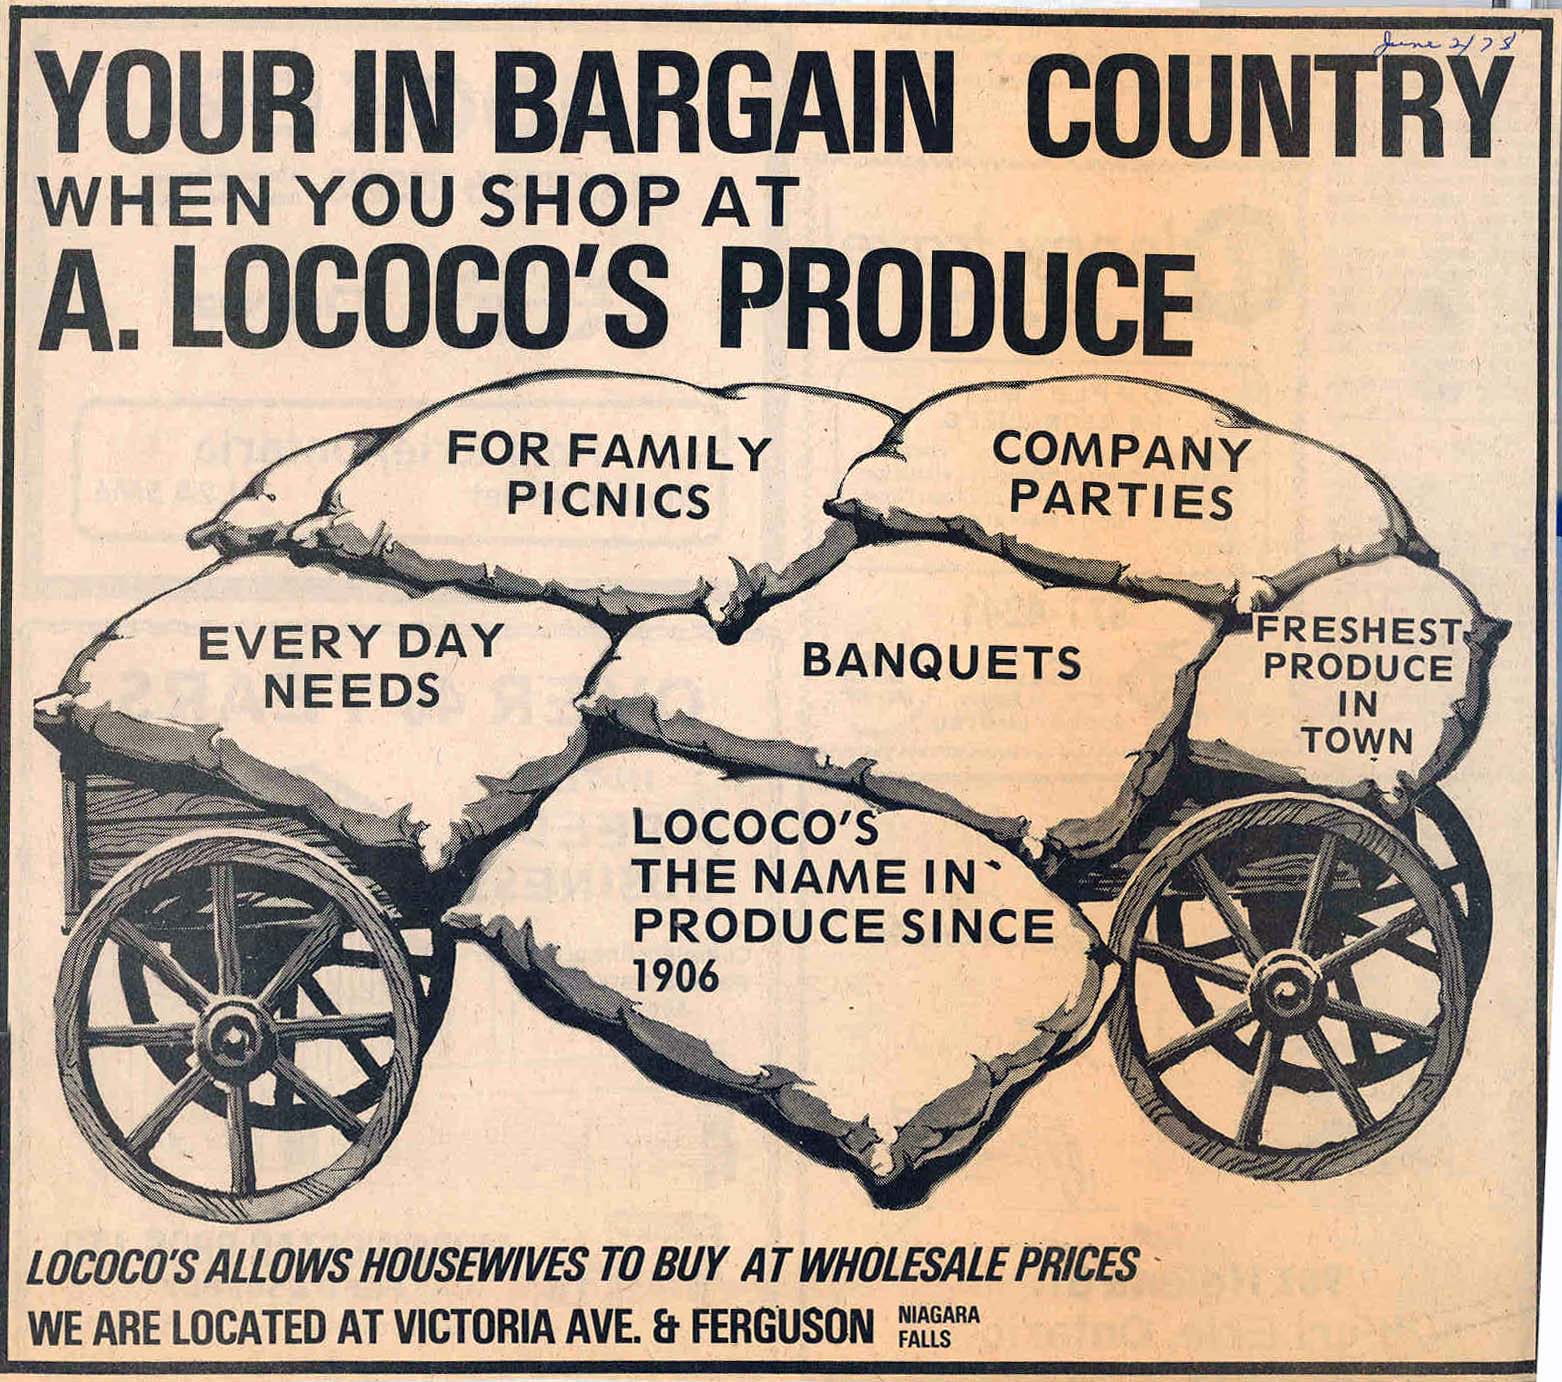 June 2/78
YOUR IN BARGAIN COUNTRY
WHEN YOU SHOP AT
A. LOCOCO'S PRODUCE
FOR FAMILY
PICNICS
COMPANY
PARTIES
EVERY DAY
NEEDS
BANQUETS
FRESHEST
PRODUCE
IN
TOWN
LOCOCO'S
THE NAME IN
PRODUCE SINCE
1906
LOCOCO'S ALLOWS HOUSEWIVES TO BUY AT WHOLESALE PRICES
WE ARE LOCATED AT VICTORIA AVE. & FERGUSON NIAGARA
FALLS